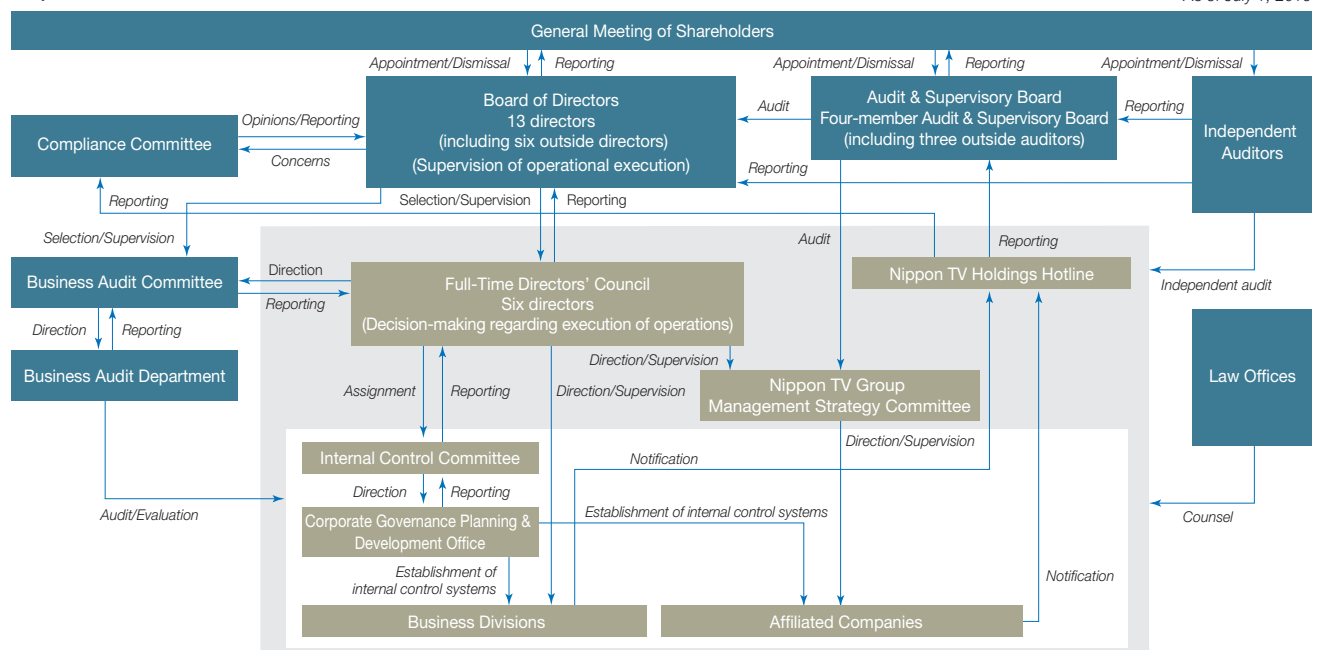 General Meeting of Shareholders
Appointment/Dismissal
Reporting
Appointment/Dismissal
Reporting
Appointment/Dismissal
Board of Directors
13 directors
(including six outside directors)
(Supervision of operational execution)
Audit
Audit & Supervisory Board
Four-member Audit & Supervisory Board
(including three outside auditors)
Reporting
Independent
Auditors
Compliance Committee
Opinions/Reporting
Concerns
Reporting
Reporting
Selection/Supervision
Reporting
Selection/Supervision
Audit
Reporting
Business Audit Committee
Direction
Reporting
Full-Time Directors’ Council
Six directors
(Decision-making regarding execution of operations)
Nippon TV Holdings Hotline
Independent audit
Direction
Reporting
Business Audit Department
Direction/Supervision
Assignment
Reporting
Direction/Supervision
Nippon TV Group
Management Strategy Committee
Law Offices
Direction/Supervision
Internal Control Committee
Notification
Direction
Reporting
Audit/Evaluation
Corporate Governance Planning &
Development Office
Establishment of internal control systems
Counsel
Establishment of
internal control systems
Notification
Business Divisions
Affiliated Companies